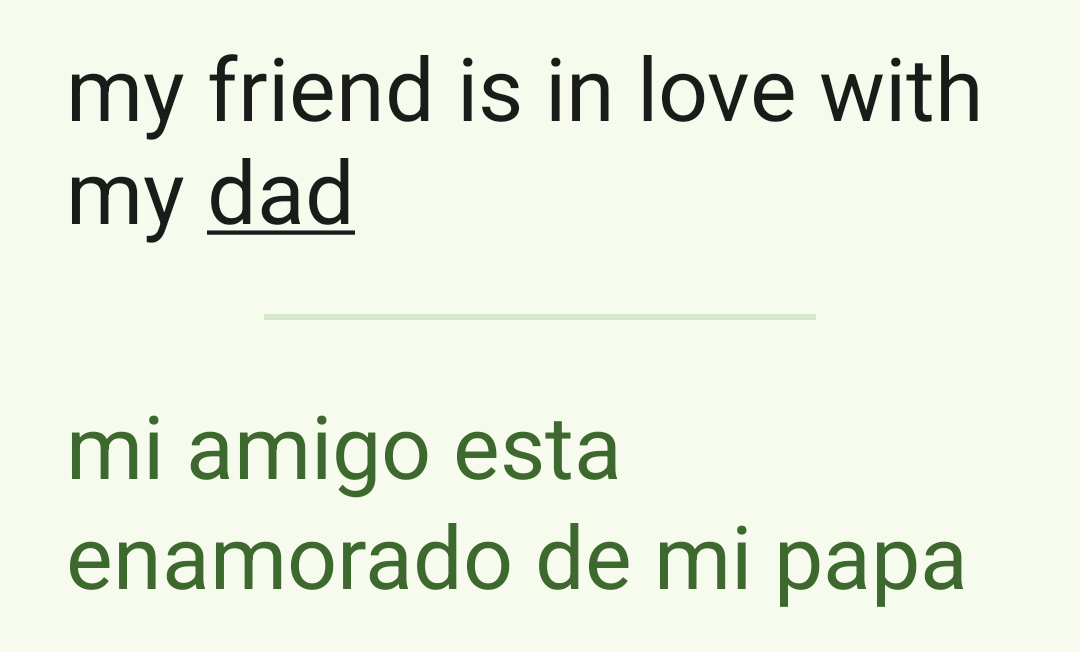 my friend is in love with
my dad
mi amigo esta
enamorado de mi papa